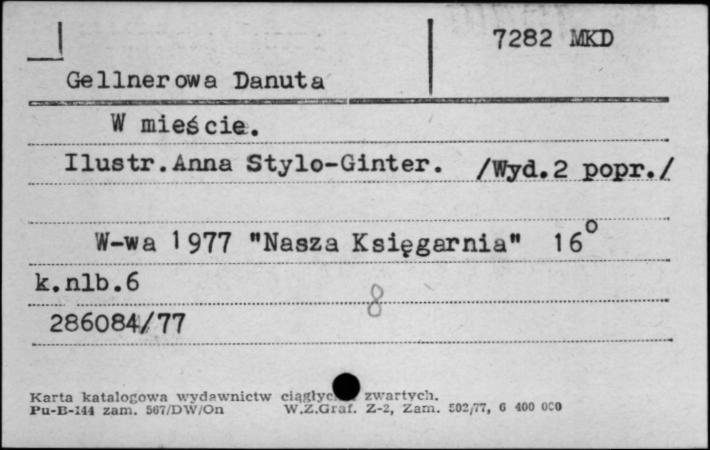 7282 MKD
Gellnerowa Danuta
W mieście.
Ilustr.Anna Stylo-Ginter. /Wyd.2 popr./
W-wa 1977 "Nasza Księgarnia" 16°
k.nlb.6
8
286084/77
Karta katalogowa wydawnictw zwartych.
Pu-B-144 zam. 567/DW/On W.Z.Graf. Z-2, Zam. 502/77, 6 400 000